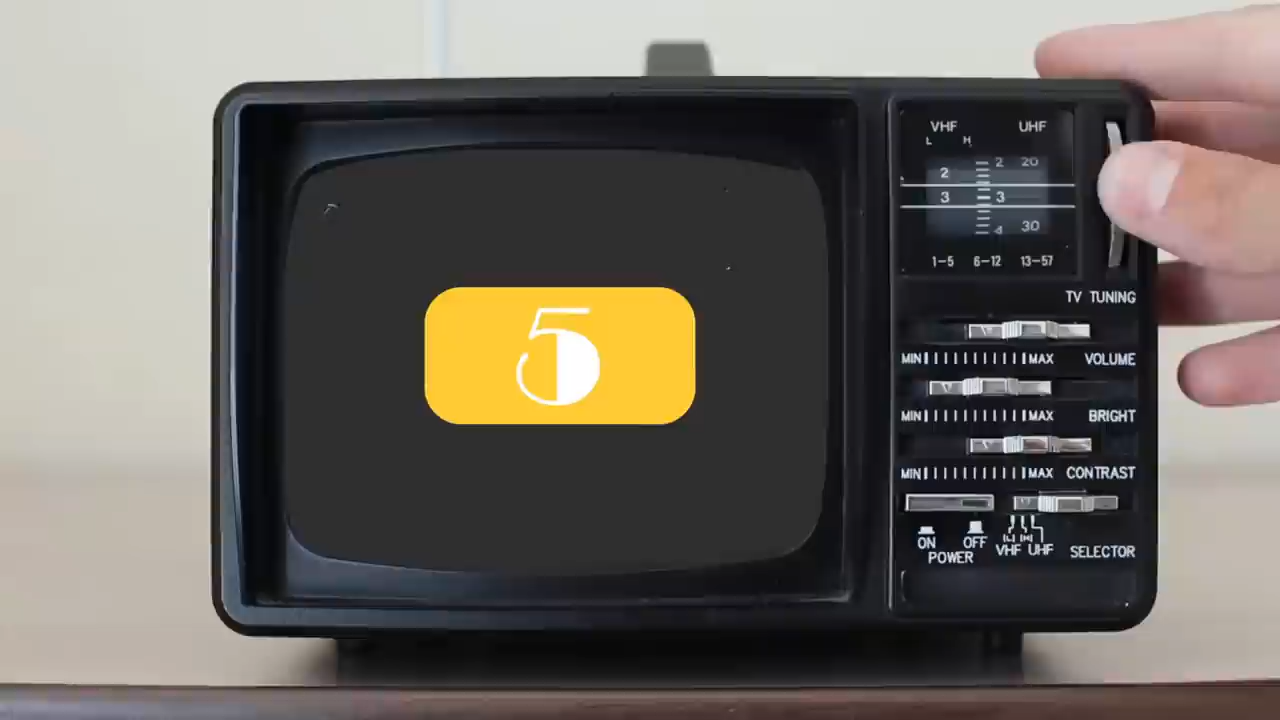 5
VHF UHF
L H
2 2 20
3 3
4 30
1-5 6-12 13-57
TV TUNING
MIN MAX VOLUME
MIN MAX BRIGHT
MIN MAX CONTRAST
ON OFF
POWER
(L) (H)
VHF UHF
SELECTOR